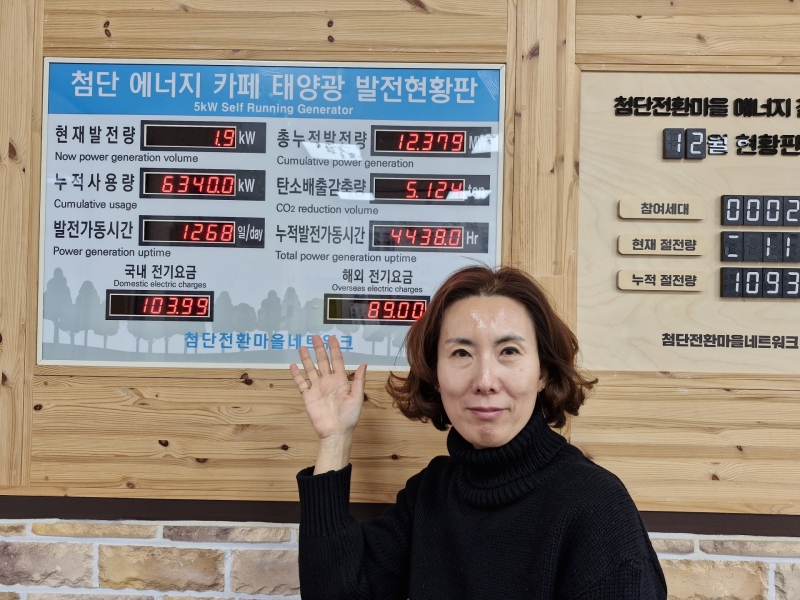 첨단 에너지 카페 태양광 발전현황판
5kW Self Running Generator
현재발전량 1.9 kW
Now power generation volume
누적사용량 6340.0 kW
Cumulative usage
발전가동시간 1268 일/day
Power generation uptime
총누적발전량 12.379
Cumulative power generation
탄소배출감축량 5.124 ton
CO2 reduction volume
누적발전가동시간 4438.0 Hr
Total power generation uptime
국내 전기요금
Domestic electric charges
103.99
해외 전기요금
Overseas electric charges
89.00
첨단전환마을네트워크
첨단전환마을 에너지
12월 현황판
참여세대 0002
현재 절전량 11
누적 절전량 1093
첨단전환마을네트워크